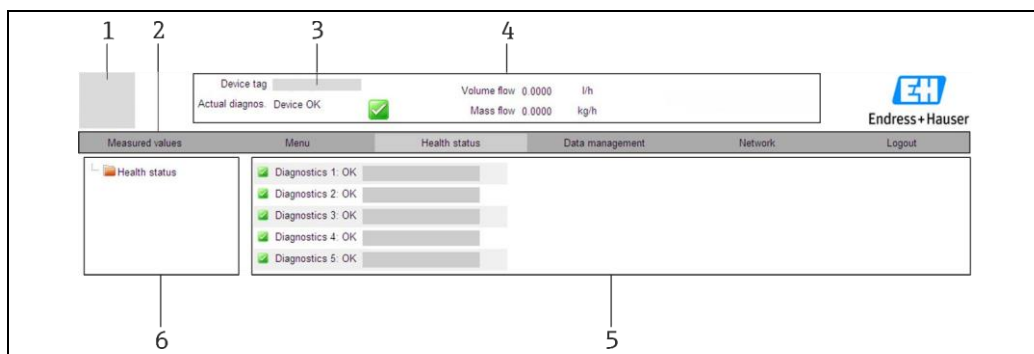 1 2 3 4
Device tag
Volume flow 0.0000 l/h
Actual diagnos. Device OK
Mass flow 0.0000 kg/h
EH
Endress+Hauser
Measured values Menu Health status Data management Network Logout
Health status
Diagnostics 1: OK
Diagnostics 2: OK
Diagnostics 3: OK
Diagnostics 4: OK
Diagnostics 5: OK
6 5